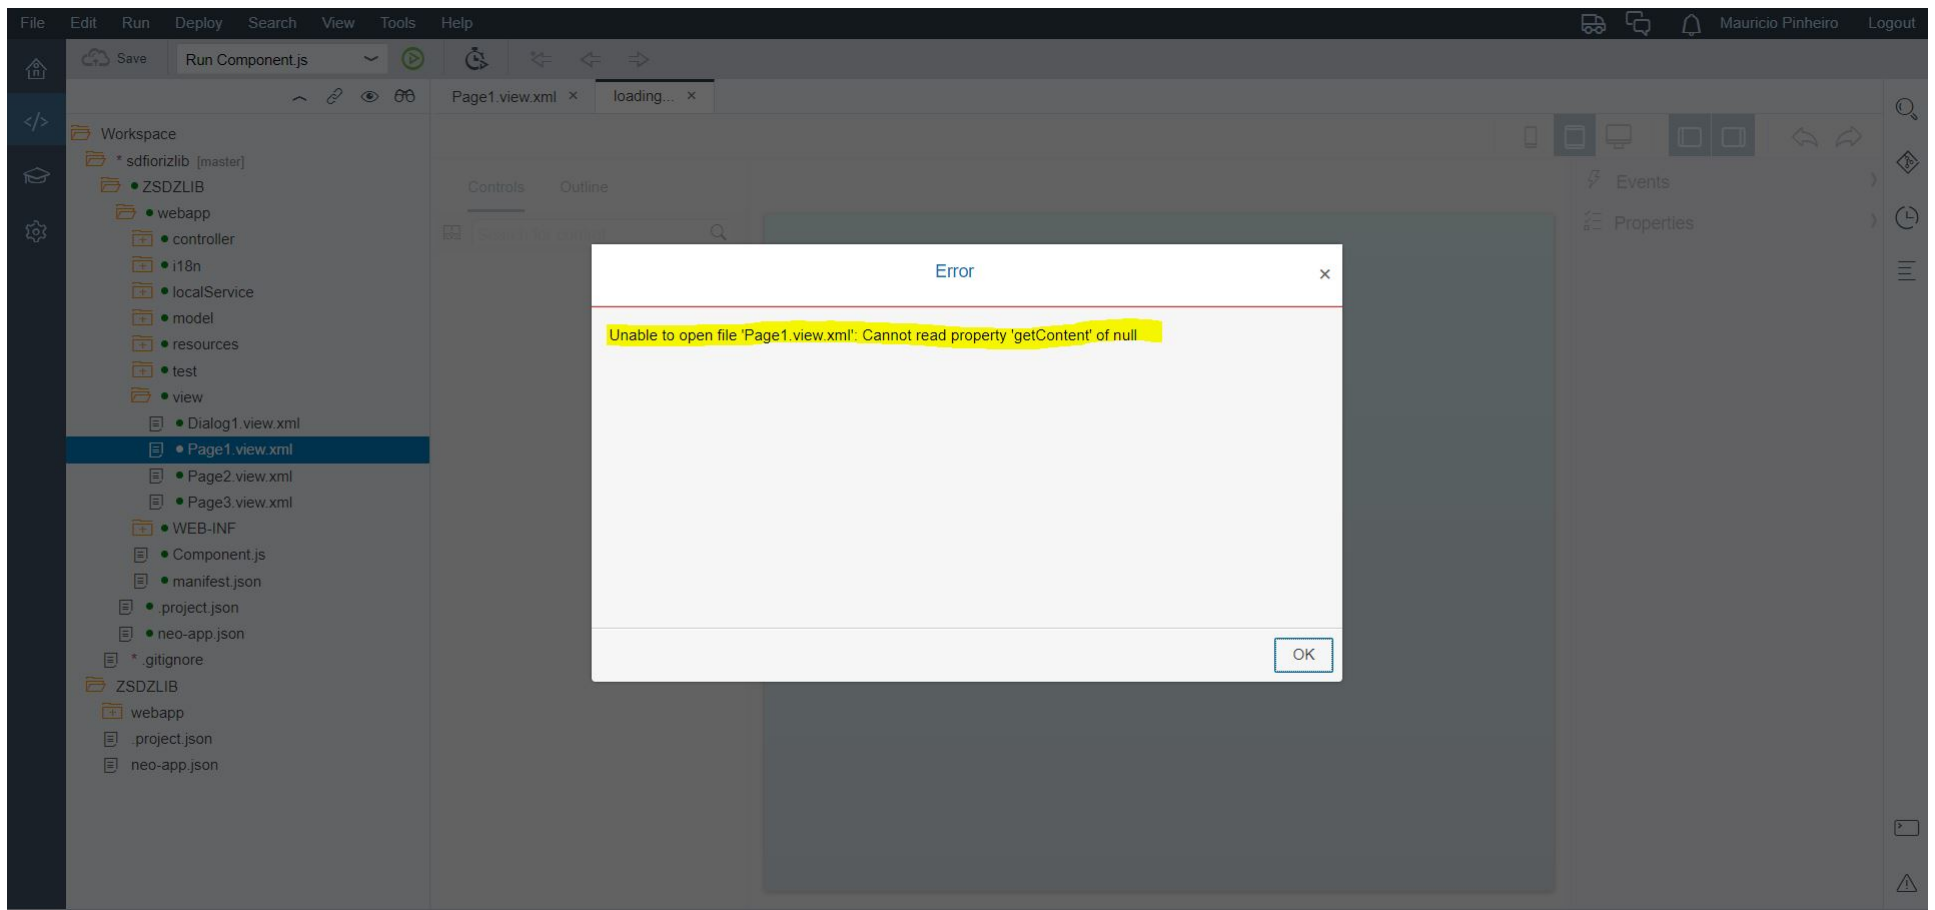 File Edit Run Deploy Search View Tools Help Mauricio Pinheiro Logout
Save Run Component.js
Page1.view.xml × loading... ×
Workspace
* sdfiorizlib [master]
ZSDZLIB
webapp
controller
i18n
localService
model
resources
test
view
Dialog1.view.xml
Page1.view.xml
Page2.view.xml
Page3.view.xml
WEB-INF
Component.js
manifest.json
.project.json
neo-app.json
* .gitignore
ZSDZLIB
webapp
.project.json
neo-app.json
Controls Outline
Search for control
Events
Properties
Error ×
Unable to open file 'Page1.view.xml': Cannot read property 'getContent' of null
OK